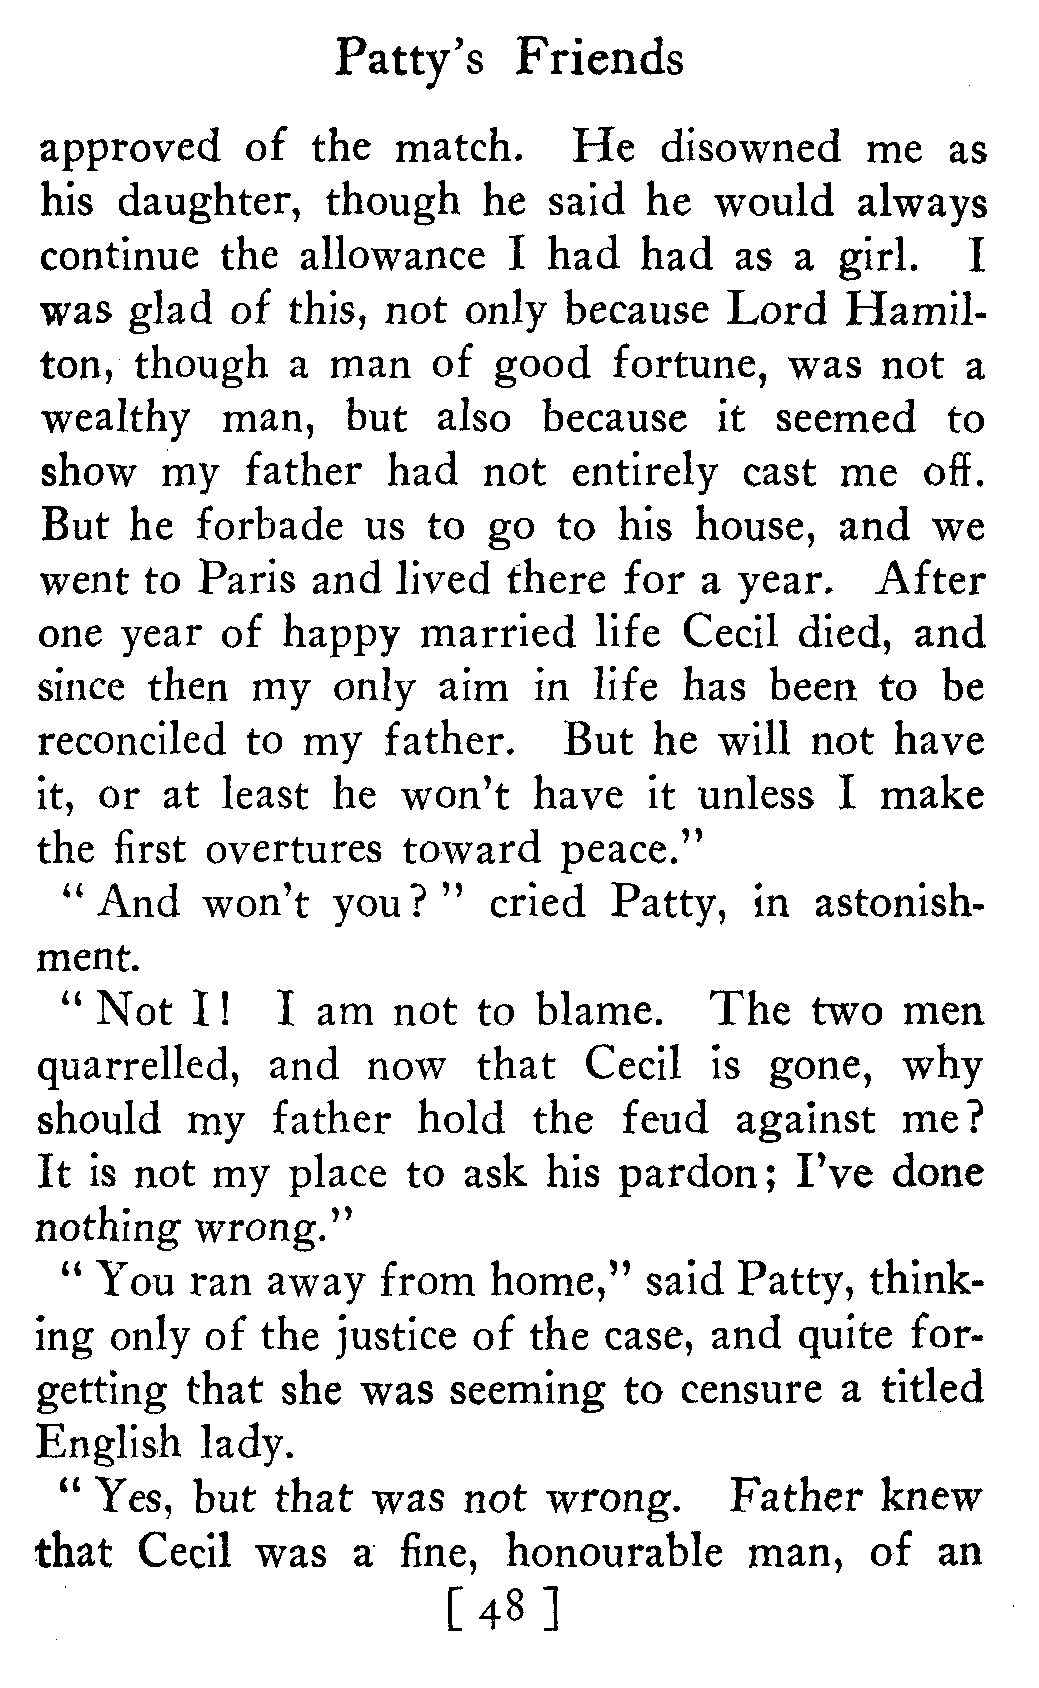 Patty's Friends
approved of the match. He disowned me as
his daughter, though he said he would always
continue the allowance I had had as a girl. I
was glad of this, not only because Lord Hamil-
ton, though a man of good fortune, was not a
wealthy man, but also because it seemed to
show my father had not entirely cast me off.
But he forbade us to go to his house, and we
went to Paris and lived there for a year. After
one year of happy married life Cecil died, and
since then my only aim in life has been to be
reconciled to my father. But he will not have
it, or at least he won't have it unless I make
the first overtures toward peace."
" And won't you? " cried Patty, in astonish-
ment.
" Not I! I am not to blame. The two men
quarrelled, and now that Cecil is gone, why
should my father hold the feud against me?
It is not my place to ask his pardon; I've done
nothing wrong."
" You ran away from home," said Patty, think-
ing only of the justice of the case, and quite for-
getting that she was seeming to censure a titled
English lady.
" Yes, but that was not wrong. Father knew
that Cecil was a fine, honourable man, of an
[ 48 ]